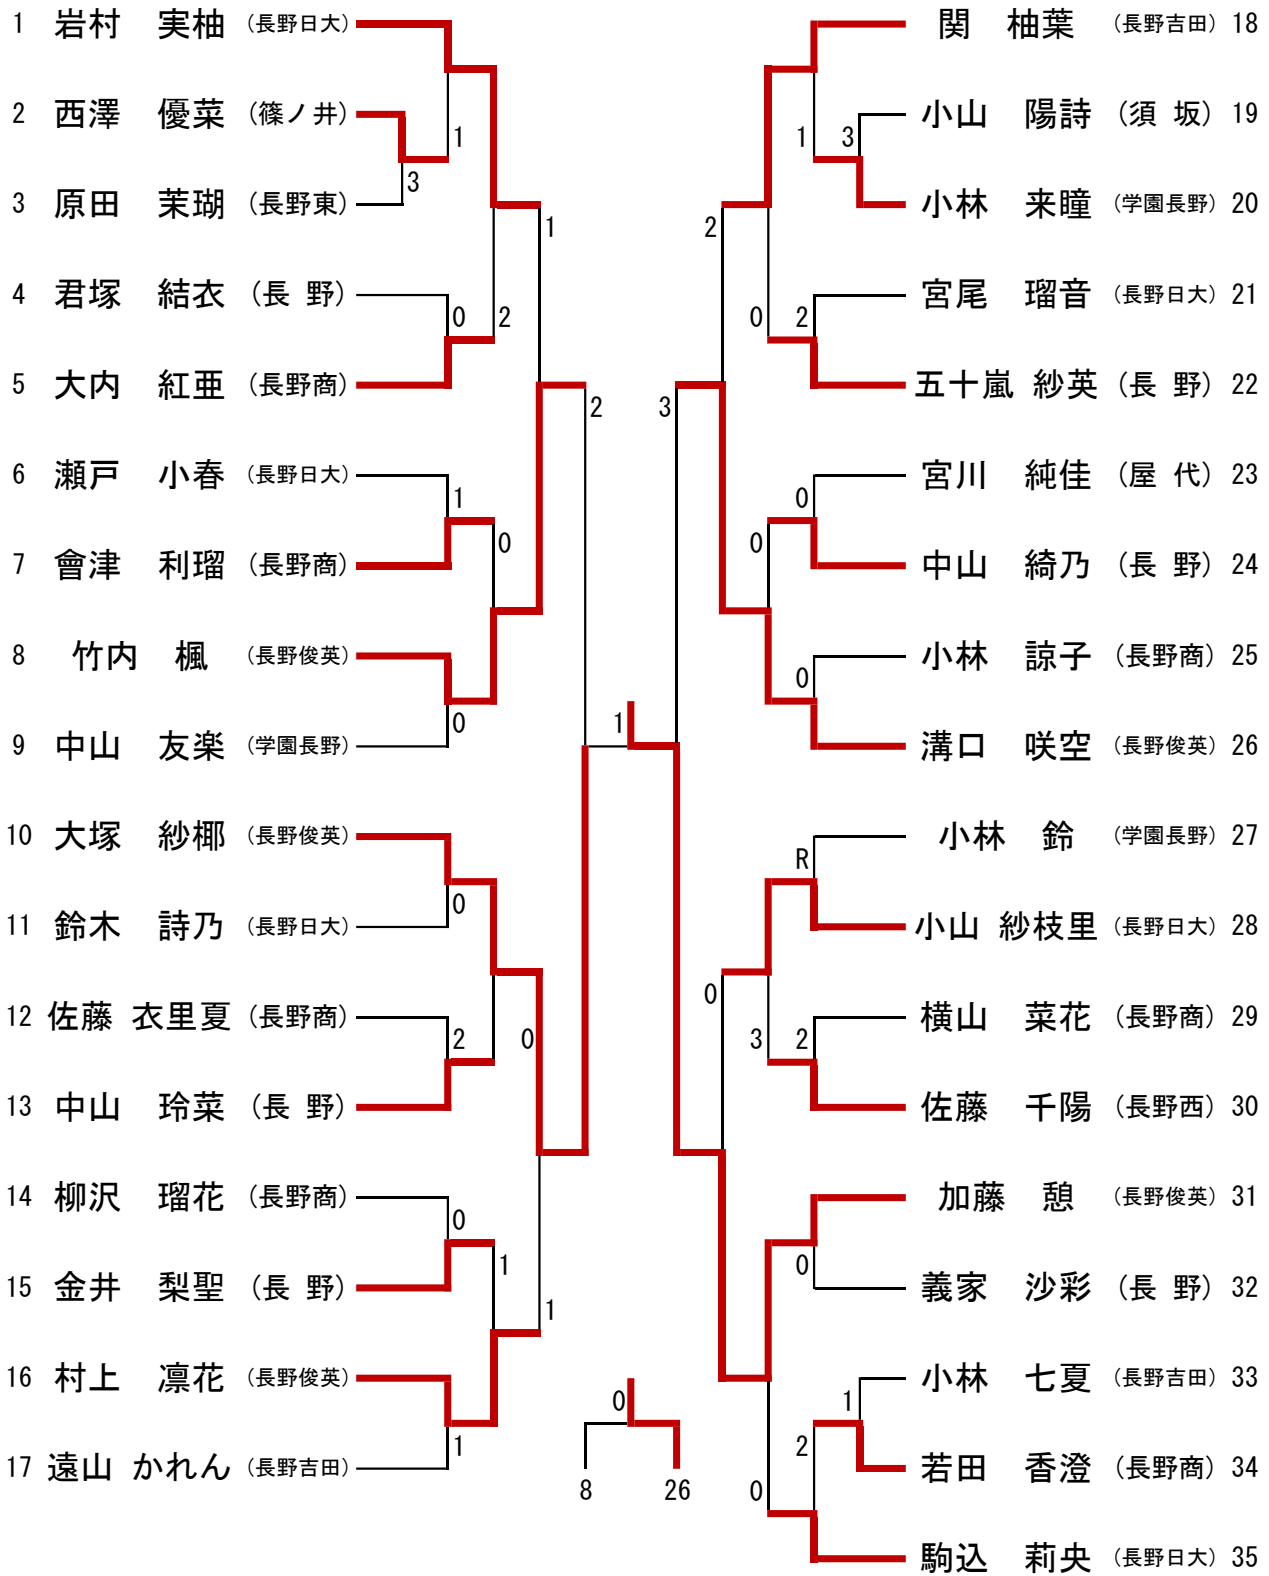 1 岩村 実柚 (長野日大)
2 西澤 優菜 (篠ノ井)
3 原田 茉瑚 (長野東)
4 君塚 結衣 (長 野)
5 大内 紅亜 (長野商)
6 瀬戸 小春 (長野日大)
7 會津 利瑠 (長野商)
8 竹内 楓 (長野俊英)
9 中山 友楽 (学園長野)
10 大塚 紗椰 (長野俊英)
11 鈴木 詩乃 (長野日大)
12 佐藤 衣里夏 (長野商)
13 中山 玲菜 (長 野)
14 柳沢 瑠花 (長野商)
15 金井 梨聖 (長 野)
16 村上 凛花 (長野俊英)
17 遠山 かれん (長野吉田)
1
3
0
2
1
1
0
0
2
0
2
0
0
1
1
1
1
0
8 26
2
3
1
3
0
2
0
0
0
R
0
3
2
0
1
2
0
関 柚葉 (長野吉田) 18
小山 陽詩 (須 坂) 19
小林 来瞳 (学園長野) 20
宮尾 瑠音 (長野日大) 21
五十嵐 紗英 (長 野) 22
宮川 純佳 (屋 代) 23
中山 綺乃 (長 野) 24
小林 諒子 (長野商) 25
溝口 咲空 (長野俊英) 26
小林 鈴 (学園長野) 27
小山 紗枝里 (長野日大) 28
横山 菜花 (長野商) 29
佐藤 千陽 (長野西) 30
加藤 憩 (長野俊英) 31
義家 沙彩 (長 野) 32
小林 七夏 (長野吉田) 33
若田 香澄 (長野商) 34
駒込 莉央 (長野日大) 35